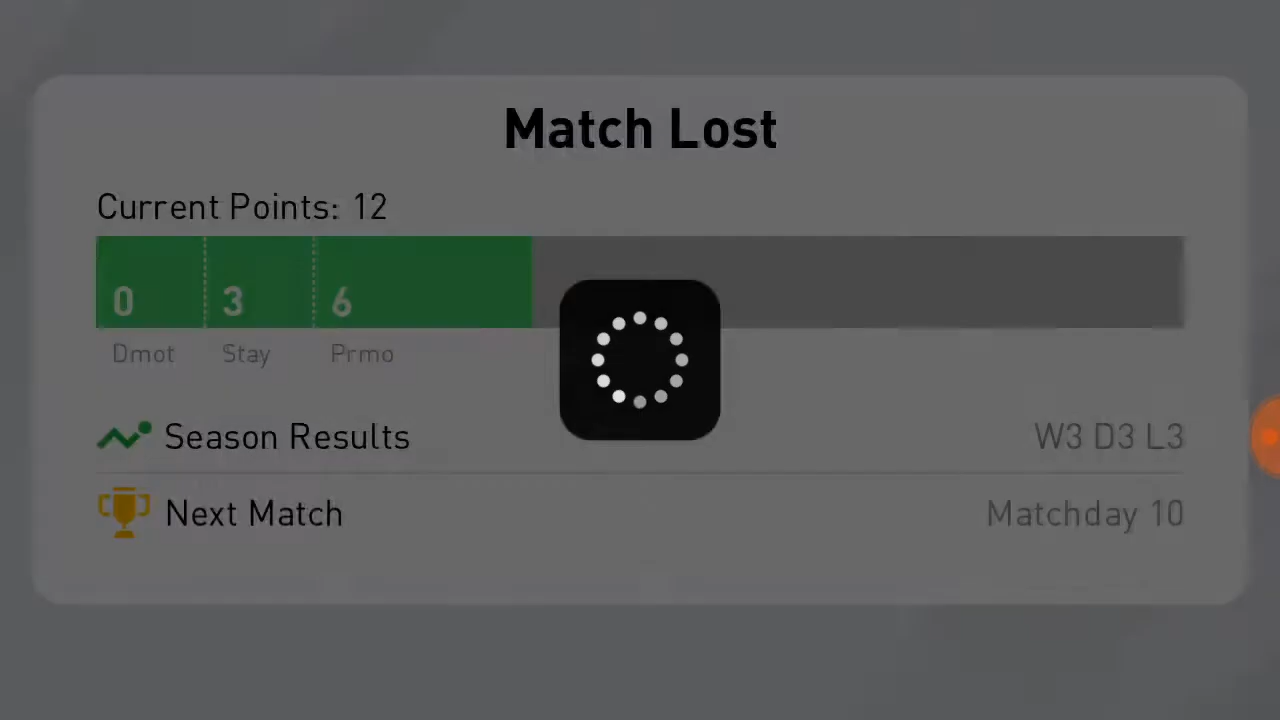 Match Lost
Current Points: 12
0 3 6
Dmot Stay Prmo
Season Results W3 D3 L3
Next Match Matchday 10